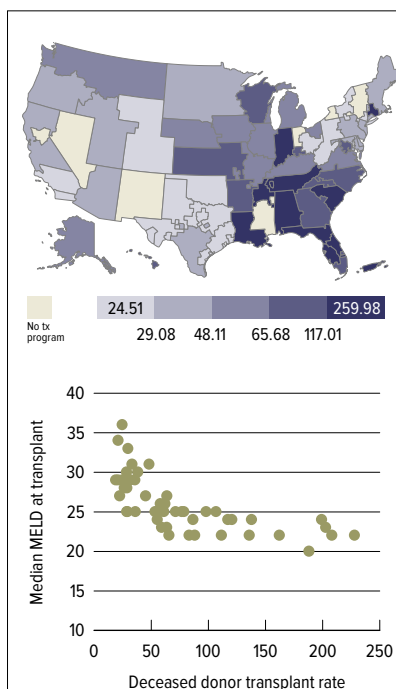 24.51 259.98
No tx
program
29.08 48.11 65.68 117.01
40
35
30
25
20
15
10
Median MELD at transplant
0 50 100 150 200 250
Deceased donor transplant rate